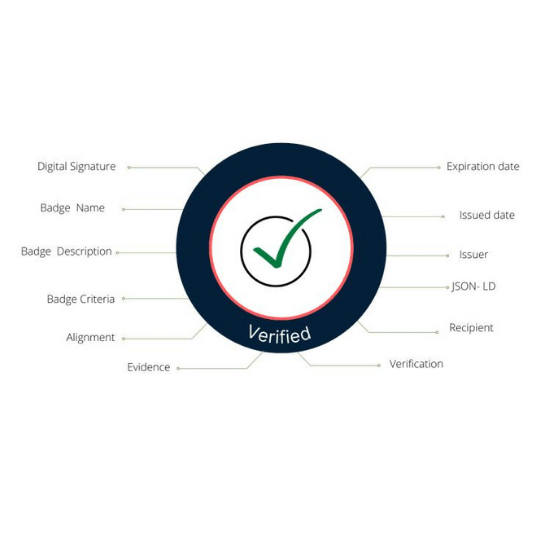 Digital Signature
Badge Name
Badge Description
Badge Criteria
Alignment
Evidence
Verified
Expiration date
Issued date
Issuer
JSON- LD
Recipient
Verification